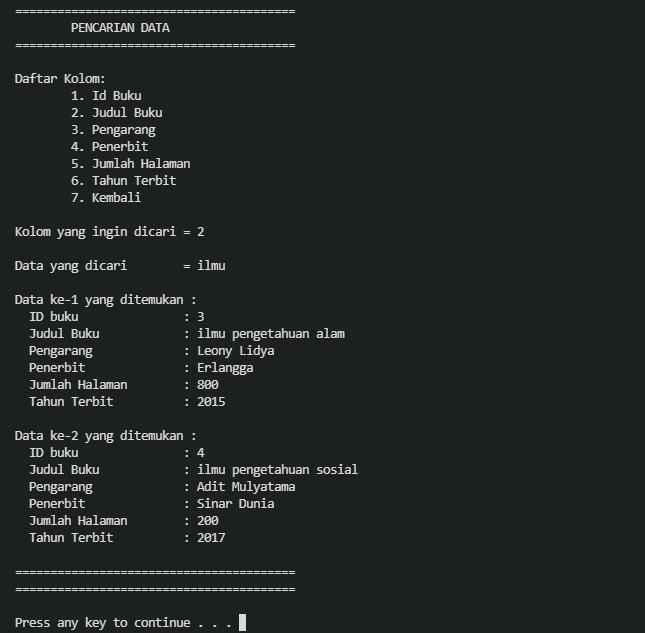 ========================================
PENCARIAN DATA
========================================
Daftar Kolom:
1. Id Buku
2. Judul Buku
3. Pengarang
4. Penerbit
5. Jumlah Halaman
6. Tahun Terbit
7. Kembali
Kolom yang ingin dicari = 2
Data yang dicari = ilmu
Data ke-1 yang ditemukan :
ID buku : 3
Judul Buku : ilmu pengetahuan alam
Pengarang : Leony Lidya
Penerbit : Erlangga
Jumlah Halaman : 800
Tahun Terbit : 2015
Data ke-2 yang ditemukan :
ID buku : 4
Judul Buku : ilmu pengetahuan sosial
Pengarang : Adit Mulyatama
Penerbit : Sinar Dunia
Jumlah Halaman : 200
Tahun Terbit : 2017
========================================
========================================
Press any key to continue . . .